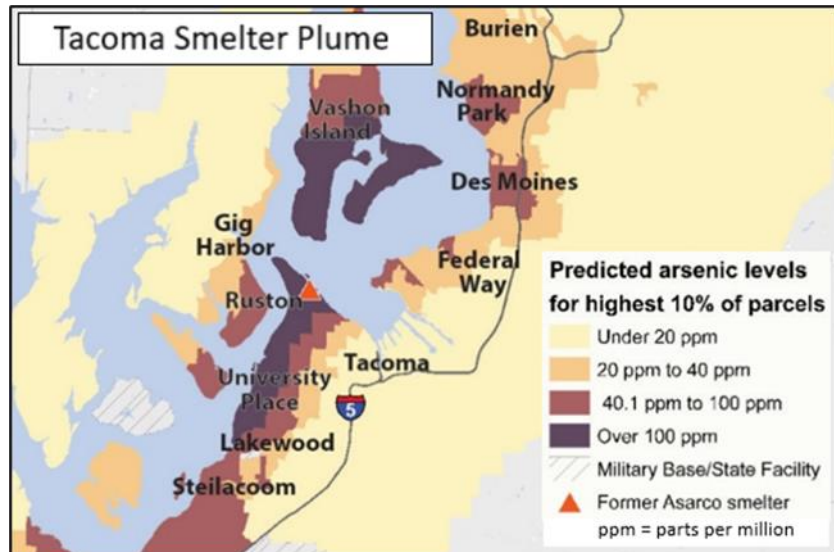 Tacoma Smelter Plume
Burien
Vashon
Island
Normandy
Park
Des Moines
Gig
Harbor
Federal
Way
Ruston
Tacoma
University
Place
5
Lakewood
Steilacoom
Predicted arsenic levels
for highest 10% of parcels
Under 20 ppm
20 ppm to 40 ppm
40.1 ppm to 100 ppm
Over 100 ppm
Military Base/State Facility
Former Asarco smelter
ppm = parts per million